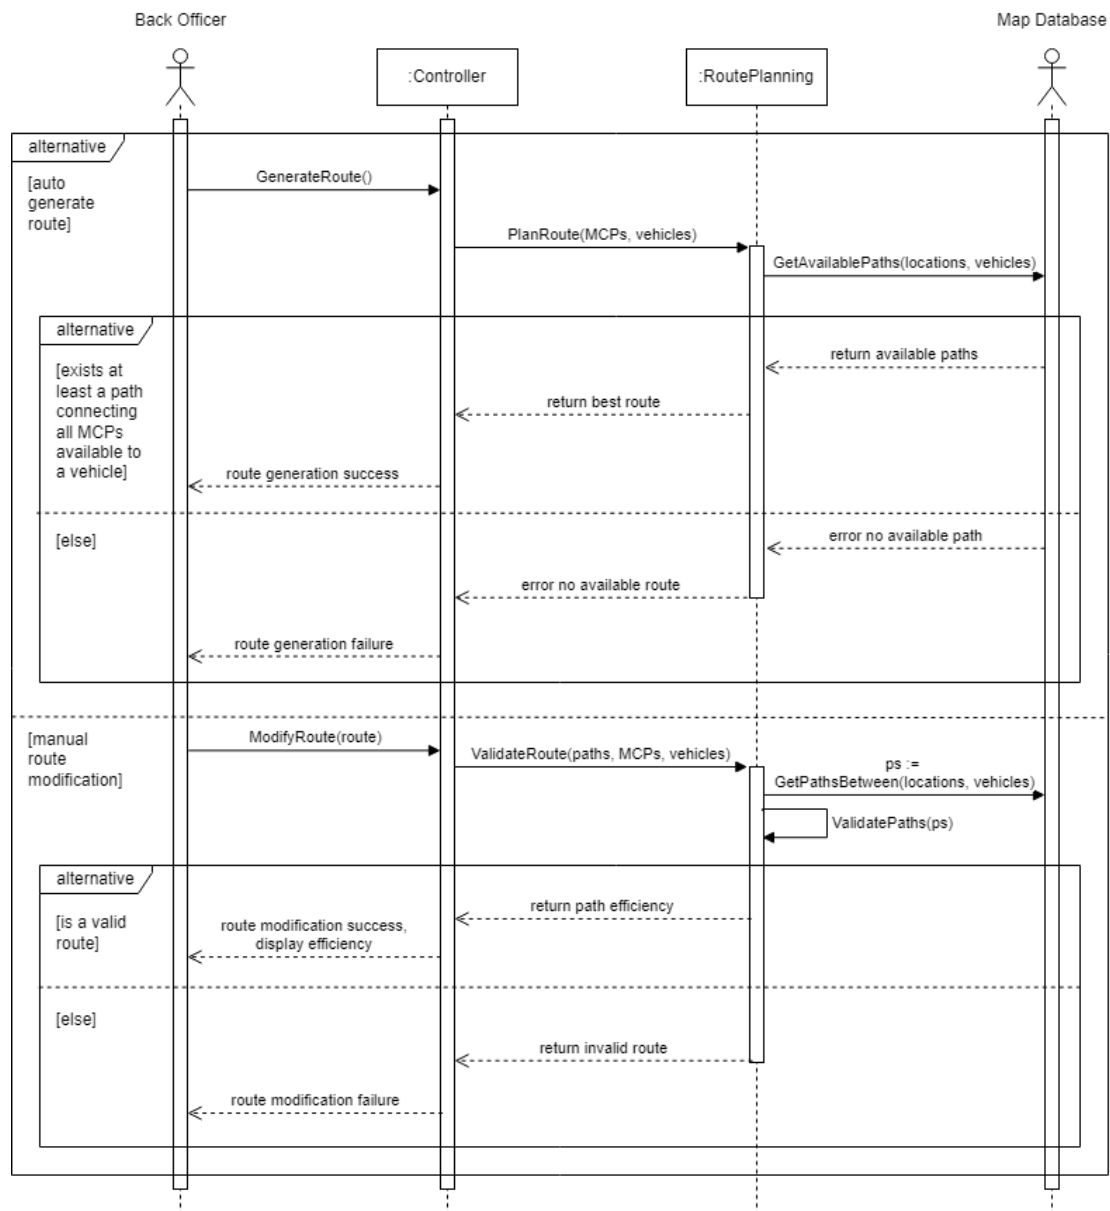 Back Officer
Map Database
:Controller
:RoutePlanning
alternative
[auto
generate
route]
GenerateRoute()
PlanRoute(MCPs, vehicles)
GetAvailablePaths(locations, vehicles)
alternative
[exists at
least a path
connecting
all MCPs
available to
a vehicle]
return available paths
return best route
route generation success
[else]
error no available path
error no available route
route generation failure
[manual
route
modification]
ModifyRoute(route)
ValidateRoute(paths, MCPs, vehicles)
ps :=
GetPathsBetween(locations, vehicles)
ValidatePaths(ps)
alternative
[is a valid
route]
return path efficiency
route modification success,
display efficiency
[else]
return invalid route
route modification failure